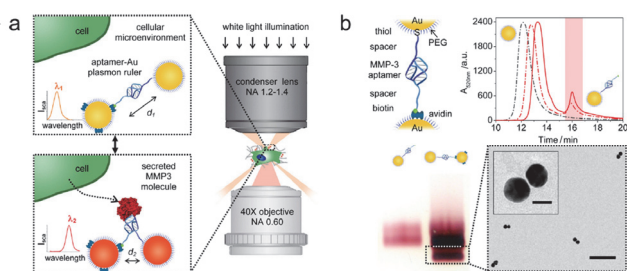 a
cell
cellular
microenvironment
aptamer-Au
plasmon ruler
λ1
Isca
wavelength
d1
cell
secreted
MMP3
molecule
λ2
Isca
wavelength
d2
white light illumination
condenser lens
NA 1.2-1.4
40X objective
NA 0.60
b
Au
thiol
S
PEG
spacer
MMP-3
aptamer
spacer
biotin
avidin
Au
2400
1800
1200
600
0
10 12 14 16 18 20
Time / min